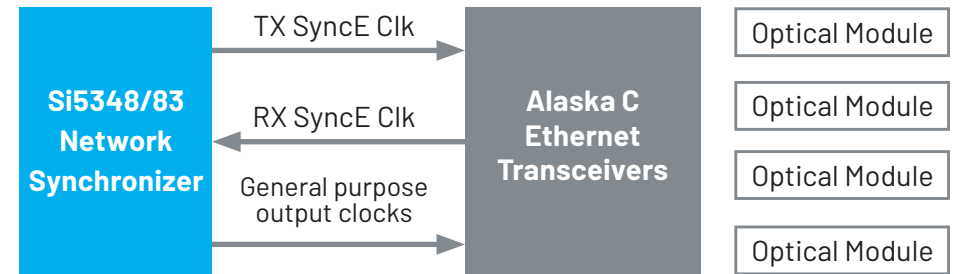 TX SyncE Clk
Optical Module
Si5348/83
Network
Synchronizer
RX SyncE Clk
Alaska C
Ethernet
Transceivers
Optical Module
General purpose
output clocks
Optical Module
Optical Module